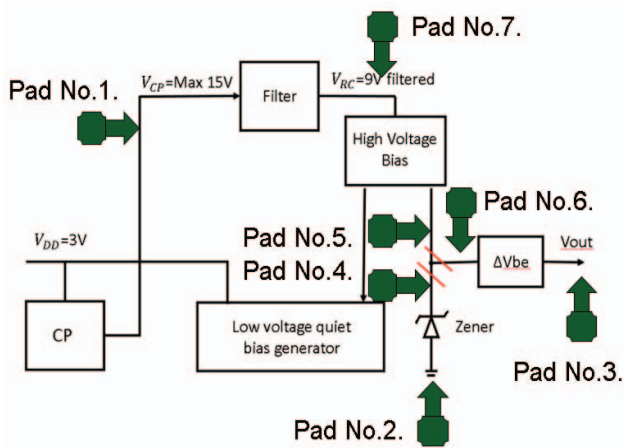 Pad No.7.
V_CP=Max 15V
V_RC=9V filtered
Pad No.1.
Filter
High Voltage
Bias
V_DD=3V
Pad No.6.
Pad No.5.
Pad No.4.
ΔVbe
Vout
CP
Low voltage quiet
bias generator
Zener
Pad No.3.
Pad No.2.